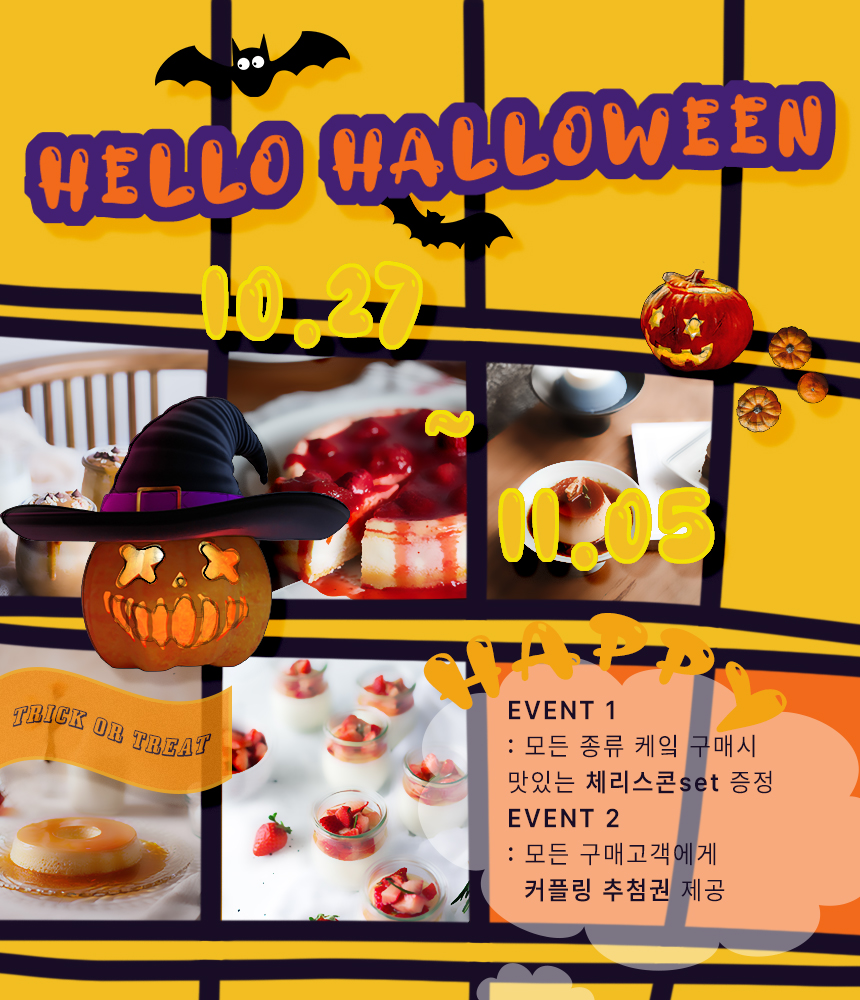 HELLO HALLOWEEN
10.27
~
11.05
HAPPY
TRICK OR TREAT
EVENT 1
: 모든 종류 케잌 구매시
맛있는 체리스콘set 증정
EVENT 2
: 모든 구매고객에게
커플링 추첨권 제공